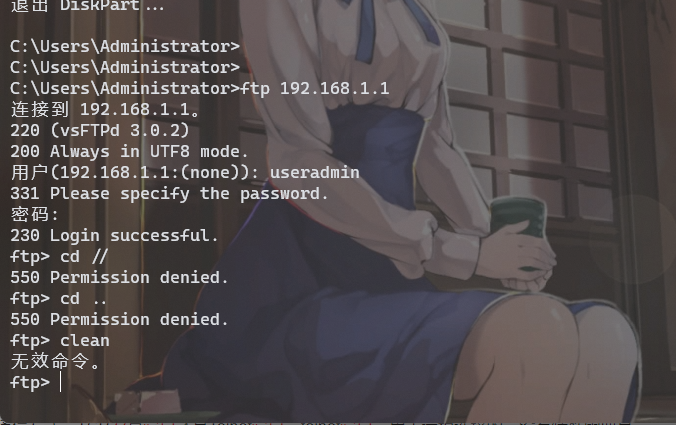 退出 DiskPart...
C:\Users\Administrator>
C:\Users\Administrator>
C:\Users\Administrator>ftp 192.168.1.1
连接到 192.168.1.1。
220 (vsFTPd 3.0.2)
200 Always in UTF8 mode.
用户(192.168.1.1:(none)): useradmin
331 Please specify the password.
密码:
230 Login successful.
ftp> cd //
550 Permission denied.
ftp> cd ..
550 Permission denied.
ftp> clean
无效命令。
ftp>